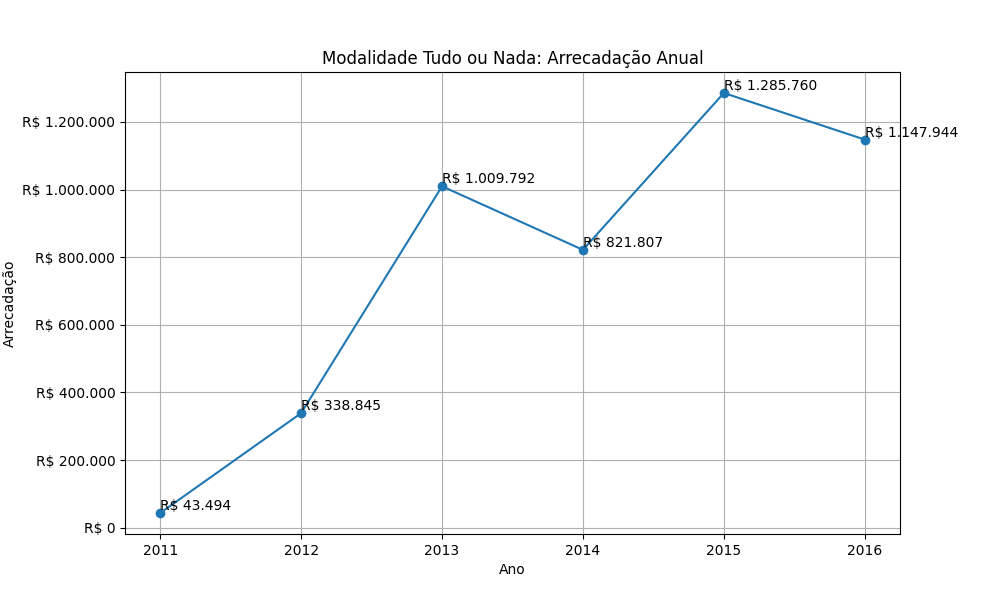 Modalidade Tudo ou Nada: Arrecadação Anual
R$ 1.285.760
R$ 1.200.000
R$ 1.147.944
R$ 1.009.792
R$ 1.000.000
R$ 821.807
R$ 800.000
Arrecadação
R$ 600.000
R$ 400.000
R$ 338.845
R$ 200.000
R$ 43.494
R$ 0
2011 2012 2013 2014 2015 2016
Ano